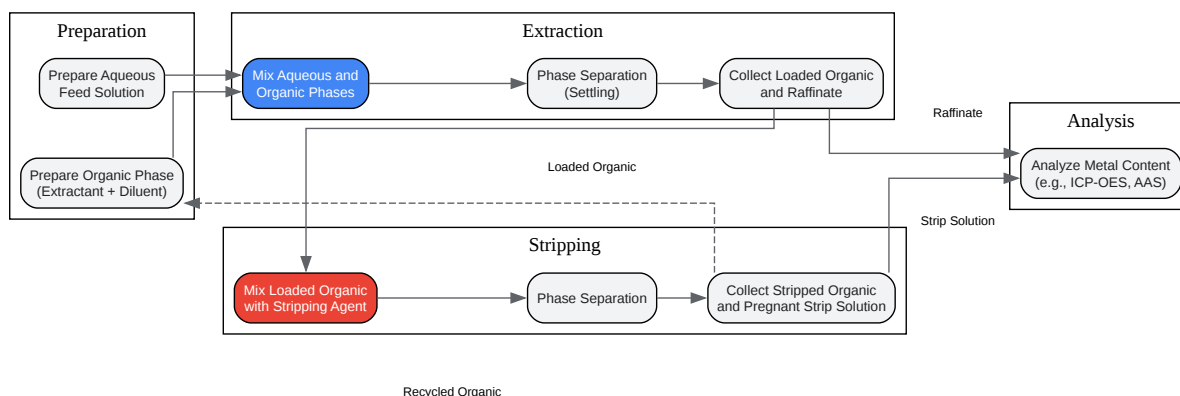 Preparation
Prepare Aqueous
Feed Solution
Prepare Organic Phase
(Extractant + Diluent)
Extraction
Mix Aqueous and
Organic Phases
Phase Separation
(Settling)
Collect Loaded Organic
and Raffinate
Raffinate
Analysis
Analyze Metal Content
(e.g., ICP-OES, AAS)
Loaded Organic
Strip Solution
Stripping
Mix Loaded Organic
with Stripping Agent
Phase Separation
Collect Stripped Organic
and Pregnant Strip Solution
Recycled Organic